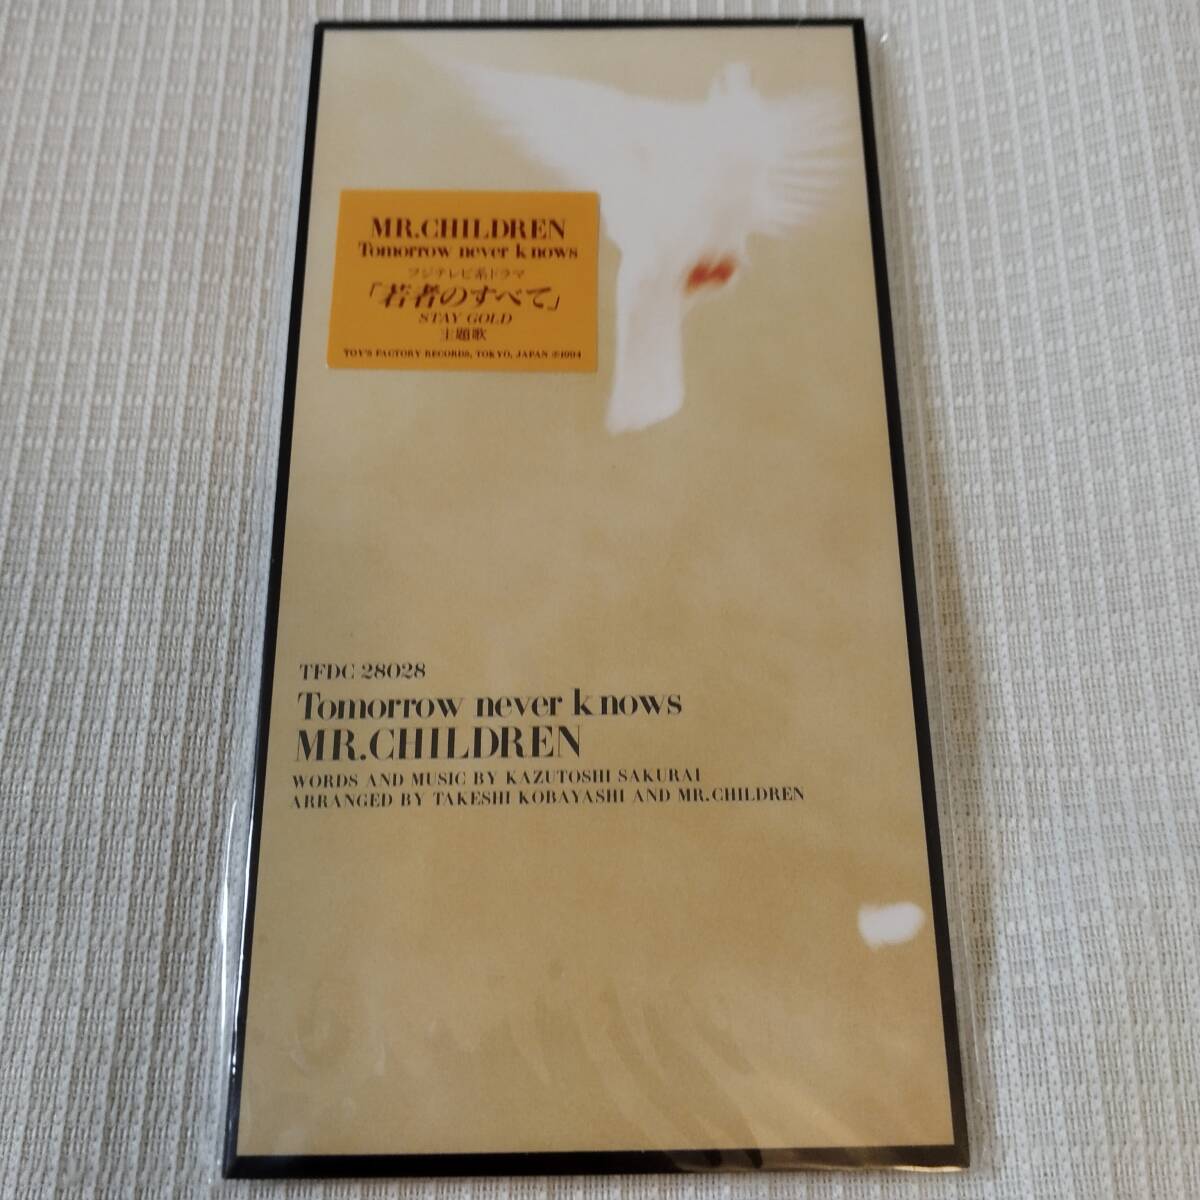 MR.CHILDREN
Tomorrow never knows
フジテレビ系ドラマ
「若者のすべて」
STAY GOLD
主題歌
TOY'S FACTORY RECORDS, TOKYO, JAPAN ℗1994
TFDC 28028
Tomorrow never knows
MR.CHILDREN
WORDS AND MUSIC BY KAZUTOSHI SAKURAI
ARRANGED BY TAKESHI KOBAYASHI AND MR.CHILDREN